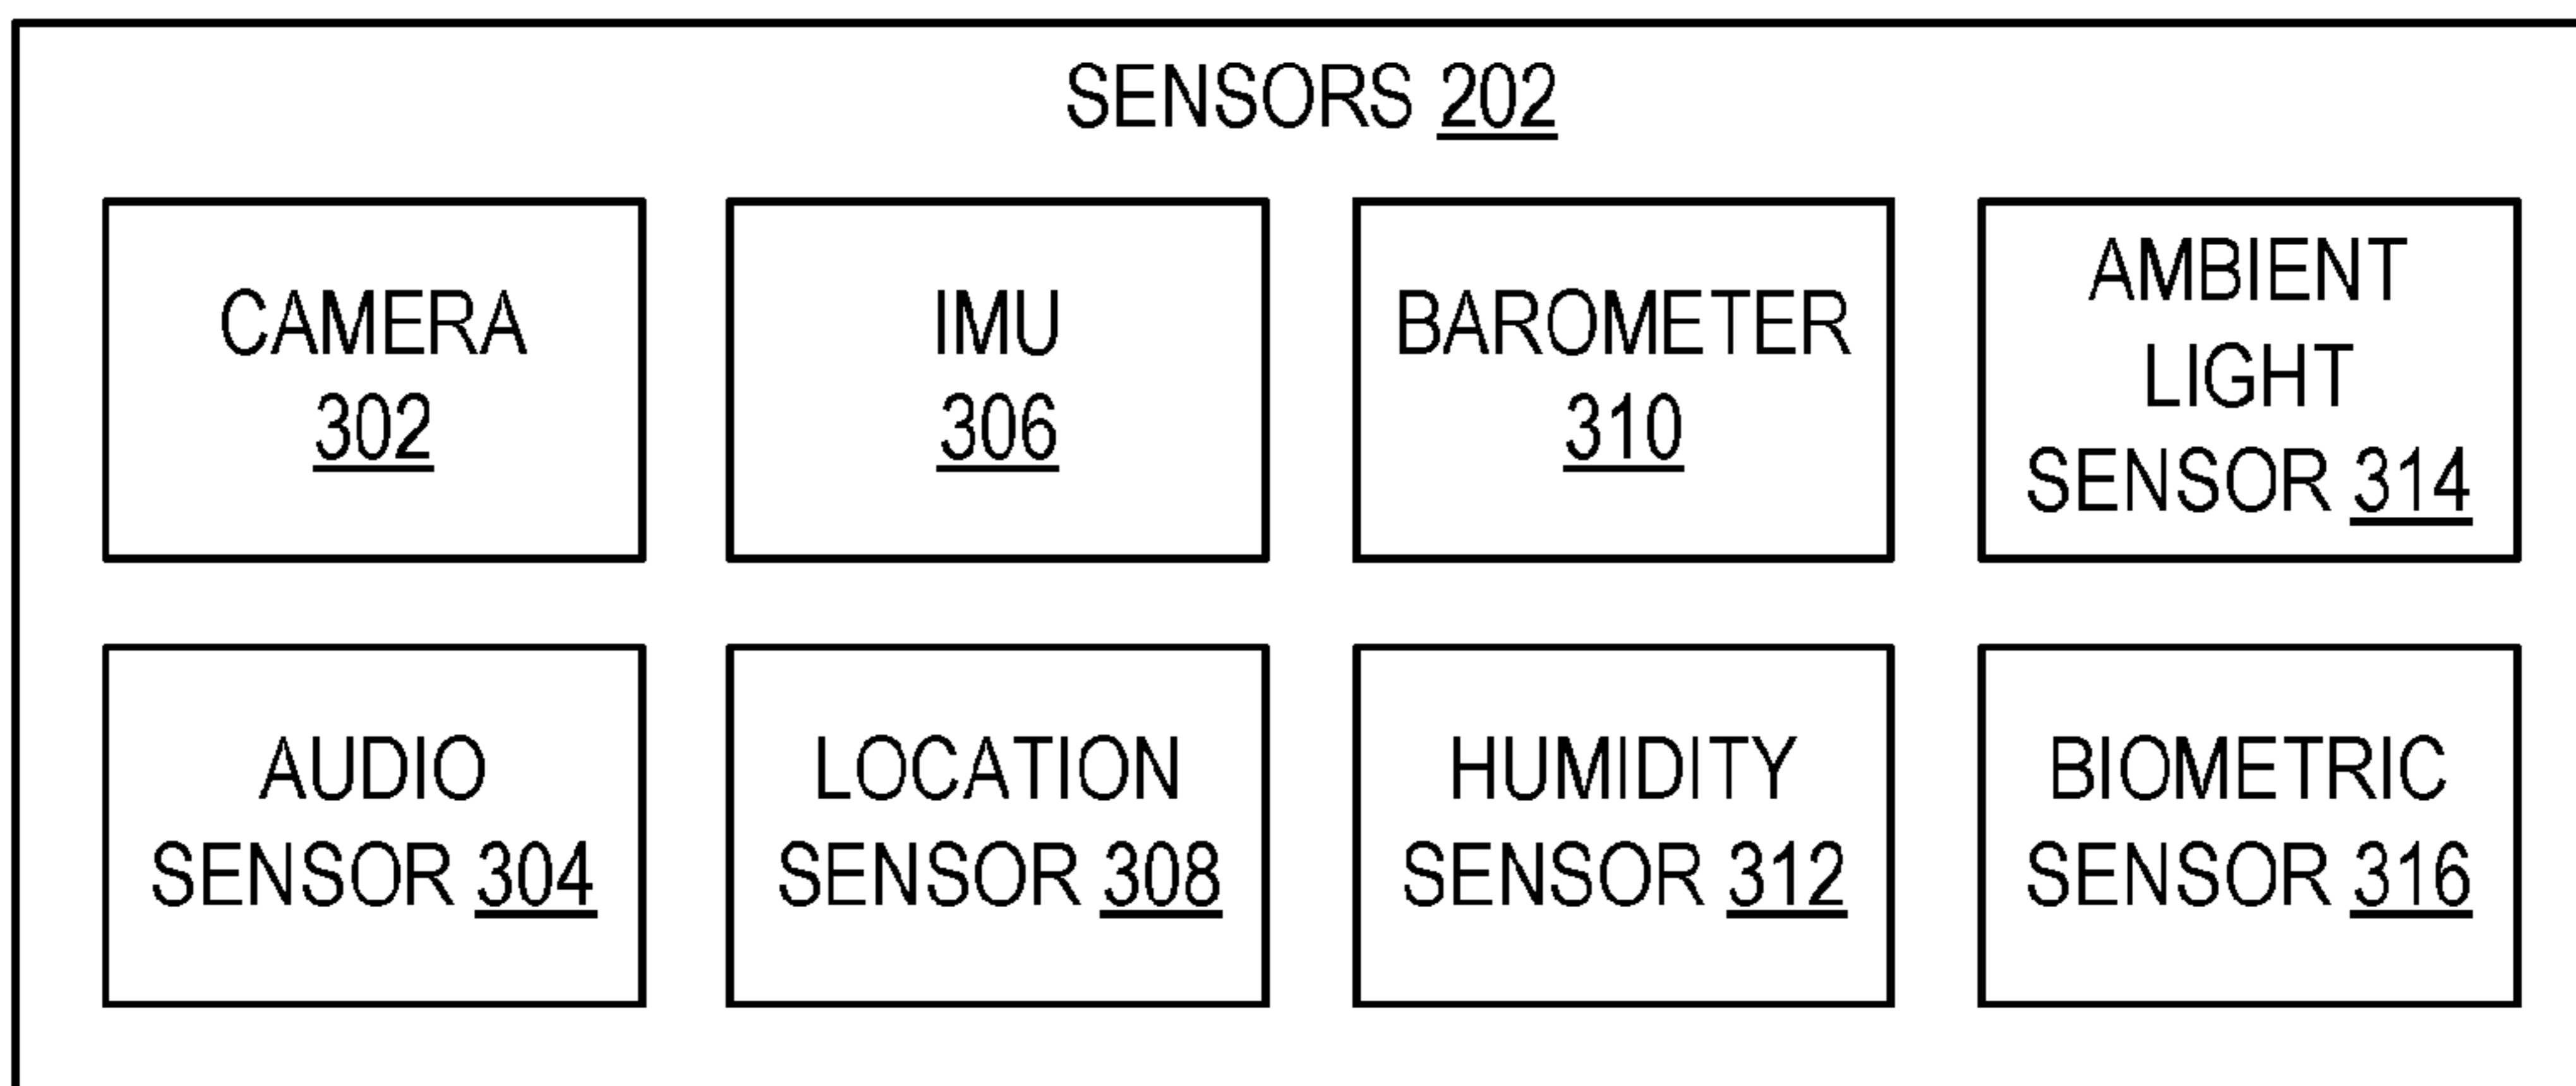 SENSORS 202
CAMERA
302
IMU
306
BAROMETER
310
AMBIENT
LIGHT
SENSOR 314
AUDIO
SENSOR 304
LOCATION
SENSOR 308
HUMIDITY
SENSOR 312
BIOMETRIC
SENSOR 316